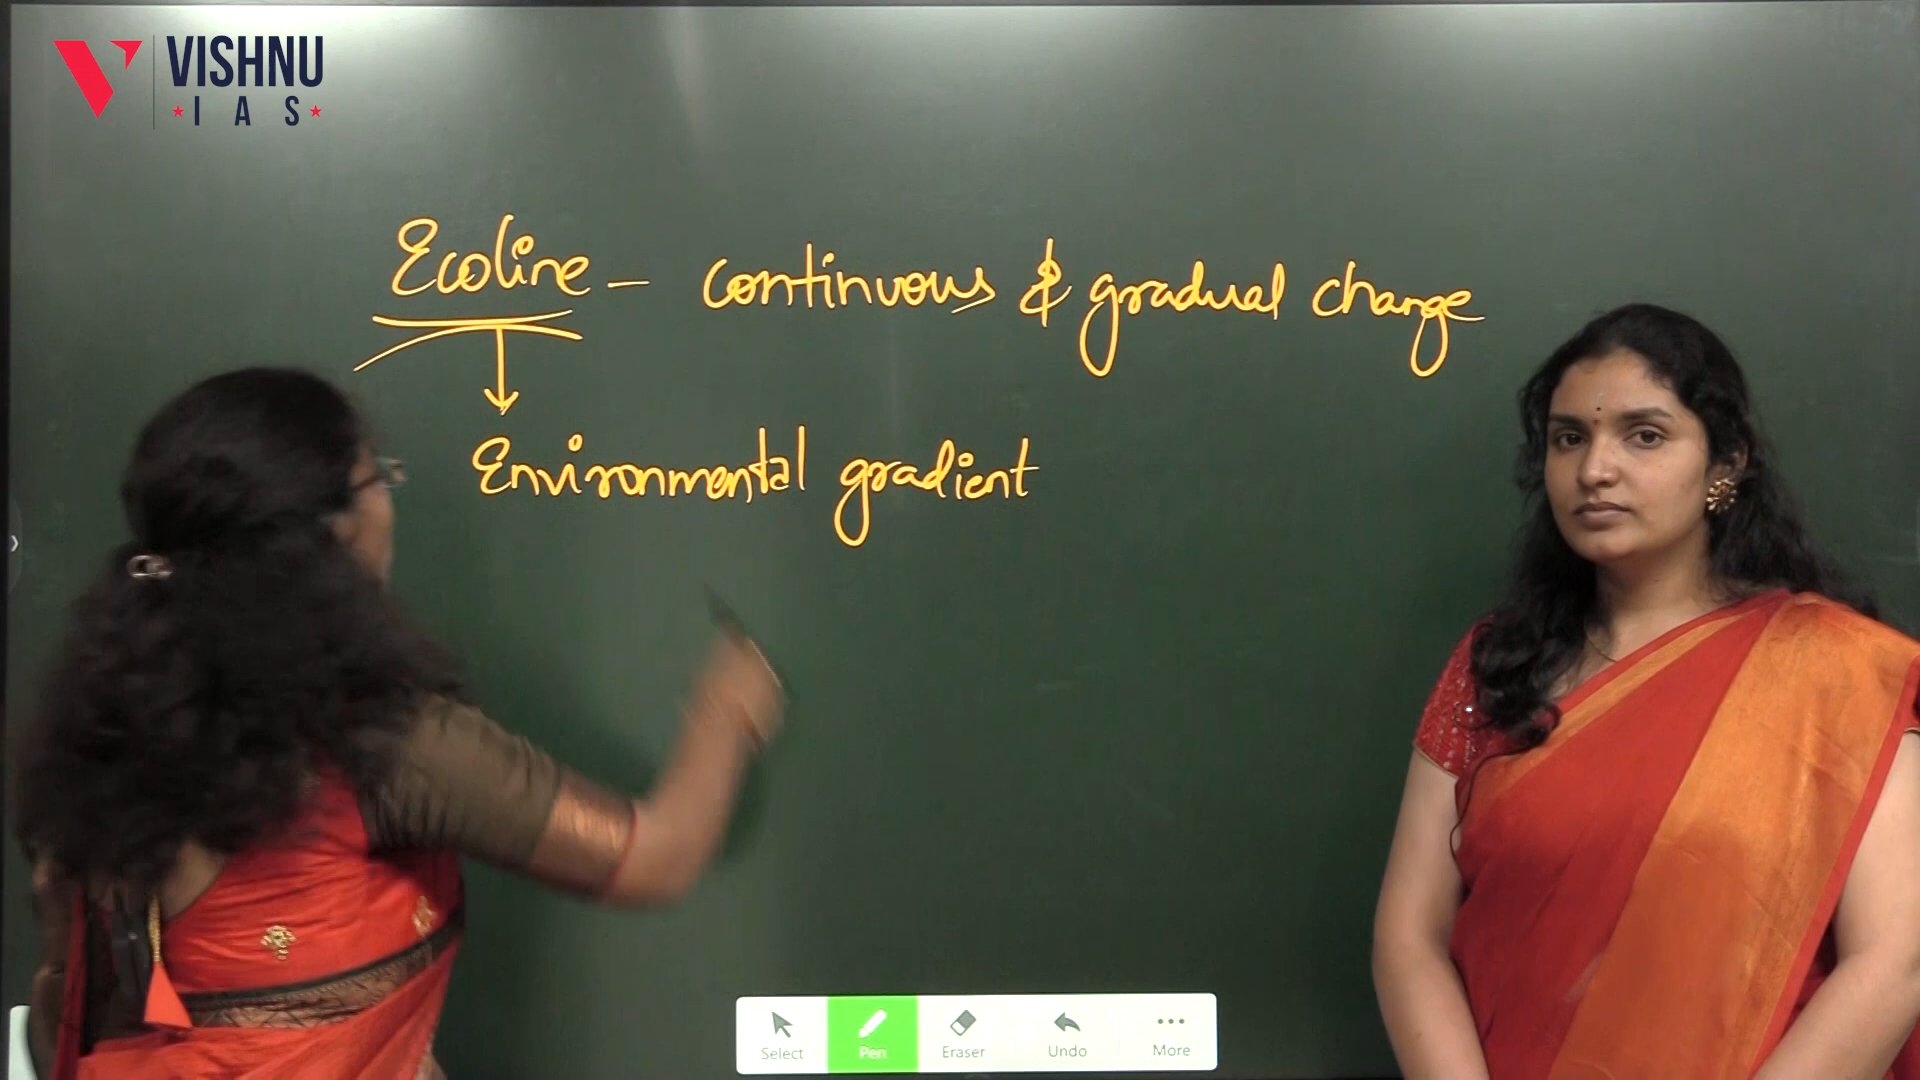 VISHNU
IAS
Ecoline – continuous & gradual change
Environmental gradient
Select
Pen
Eraser
Undo
More